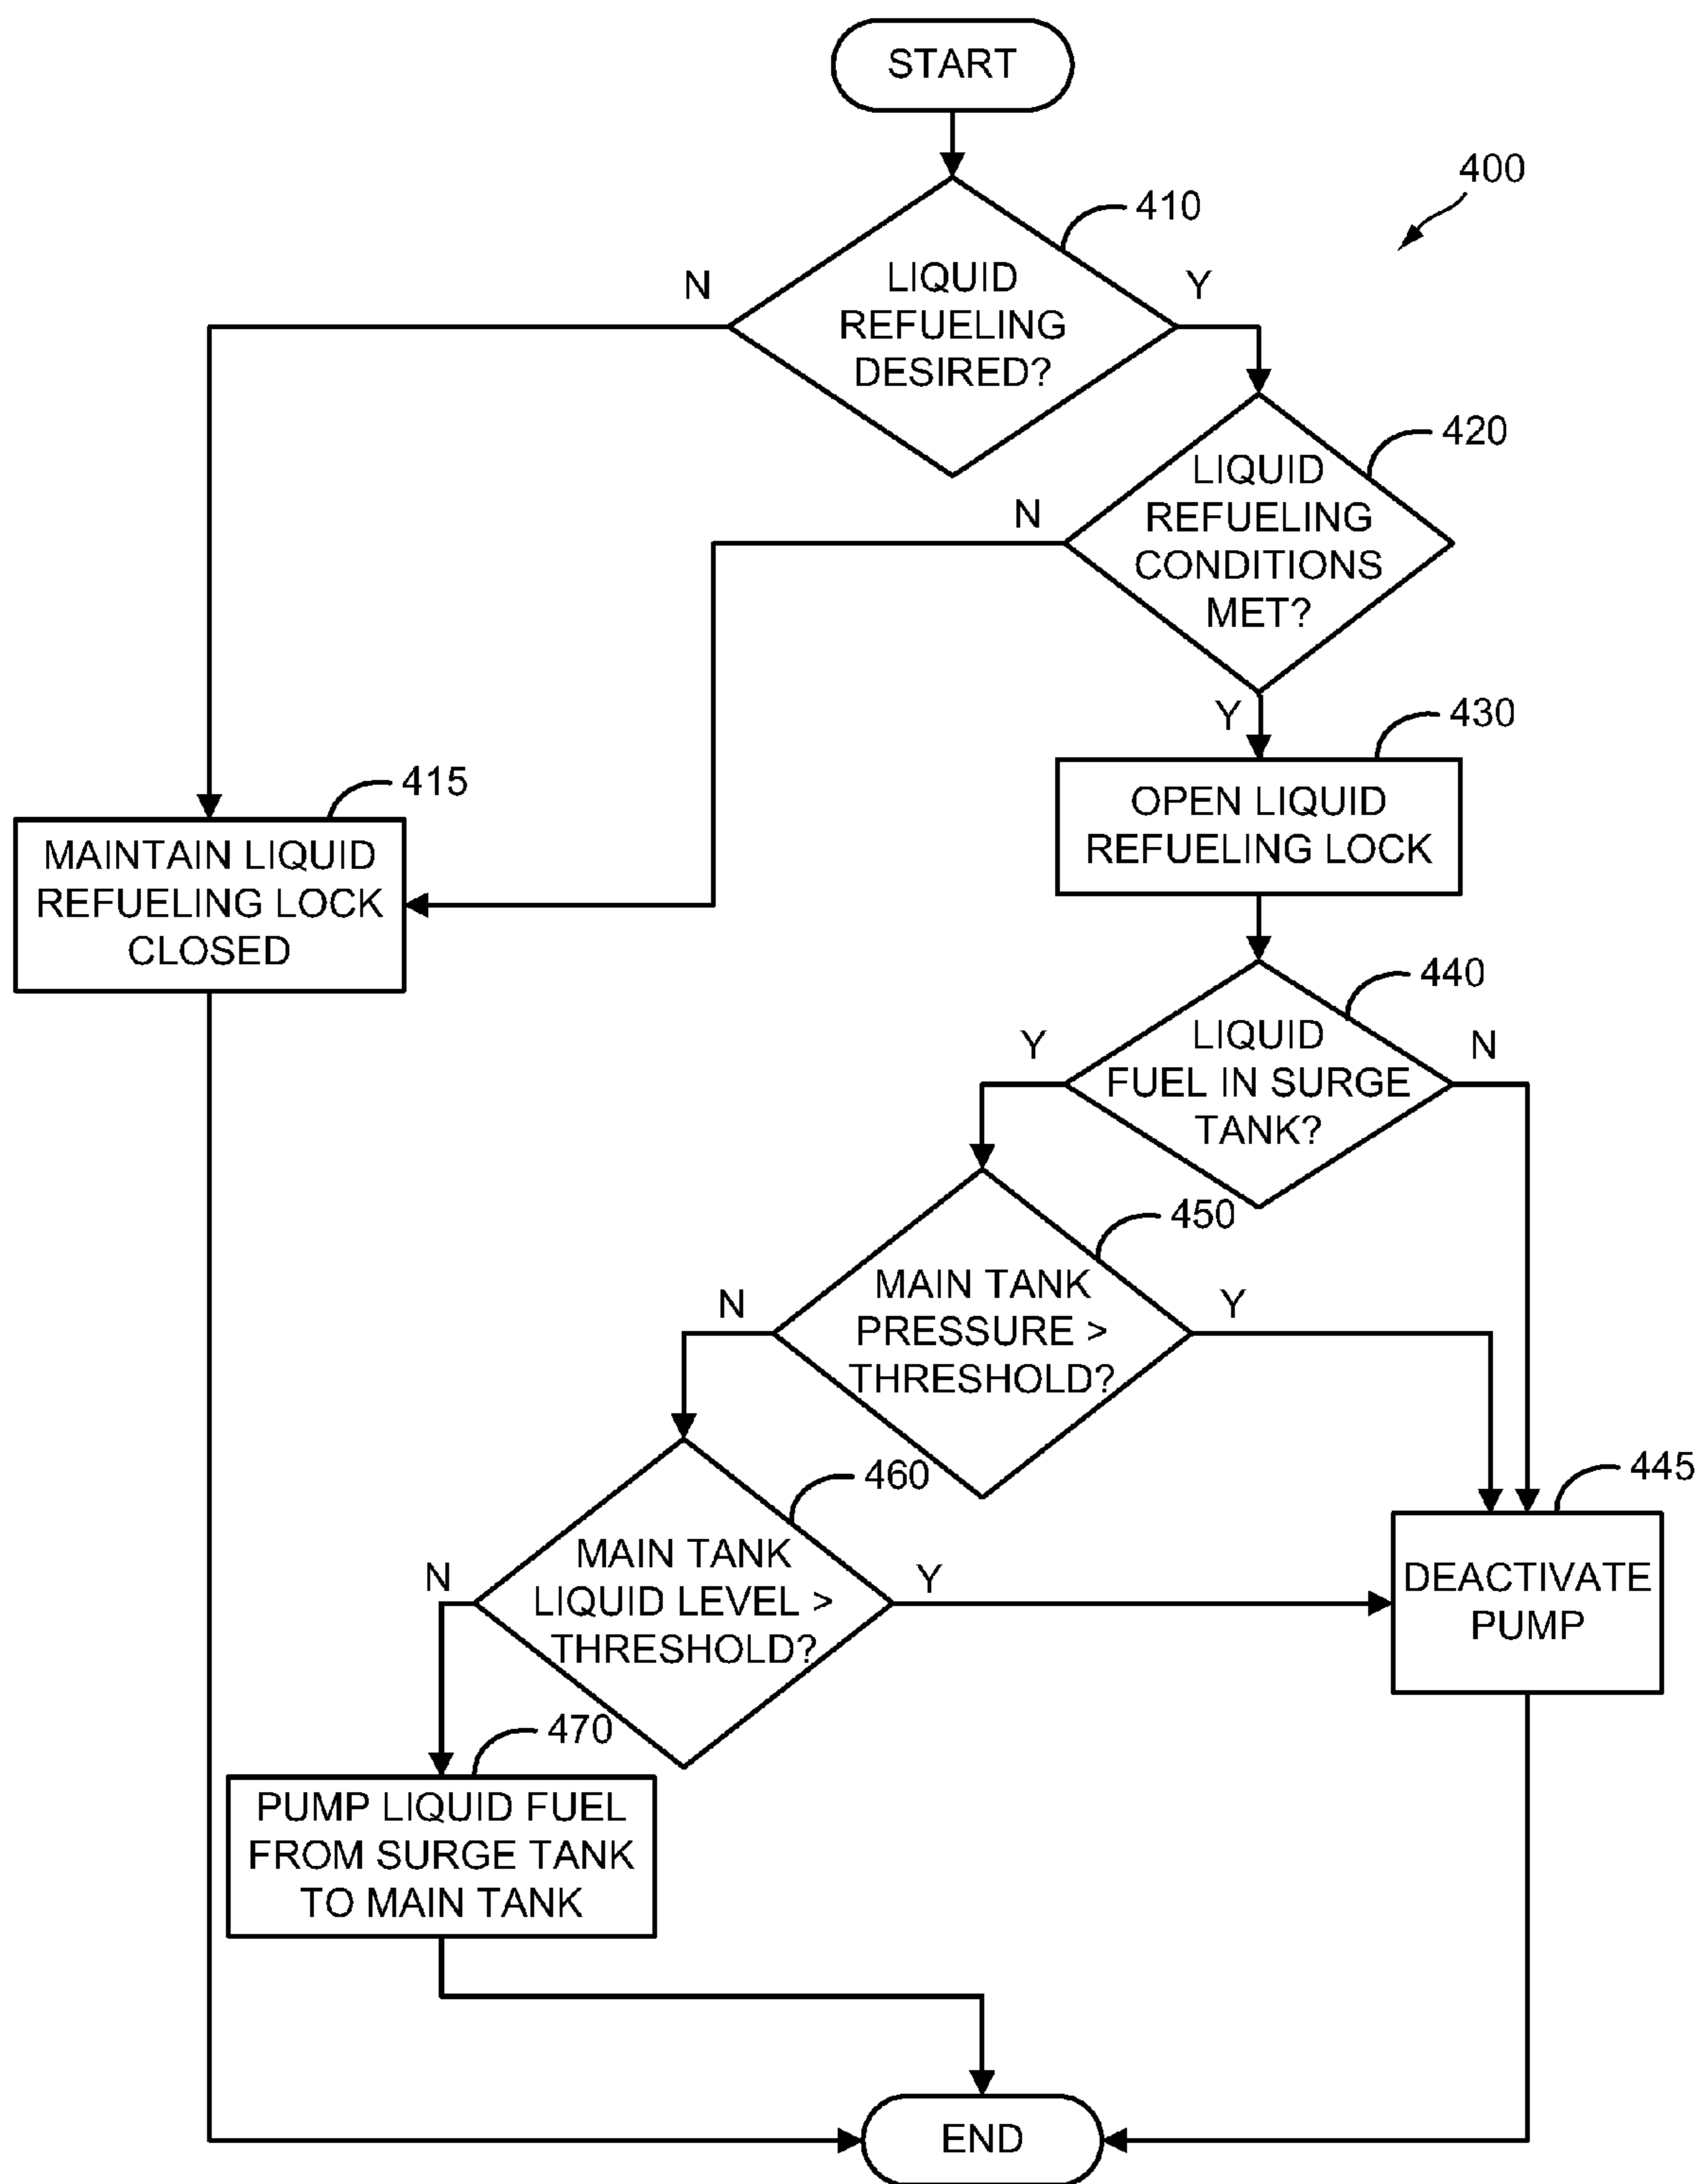 START
400
410
LIQUID
REFUELING
DESIRED?
N
Y
420
LIQUID
REFUELING
CONDITIONS
MET?
N
Y
430
OPEN LIQUID
REFUELING LOCK
415
MAINTAIN LIQUID
REFUELING LOCK
CLOSED
440
LIQUID
FUEL IN SURGE
TANK?
Y
N
450
MAIN TANK
PRESSURE >
THRESHOLD?
N
Y
460
MAIN TANK
LIQUID LEVEL >
THRESHOLD?
N
Y
445
DEACTIVATE
PUMP
470
PUMP LIQUID FUEL
FROM SURGE TANK
TO MAIN TANK
END